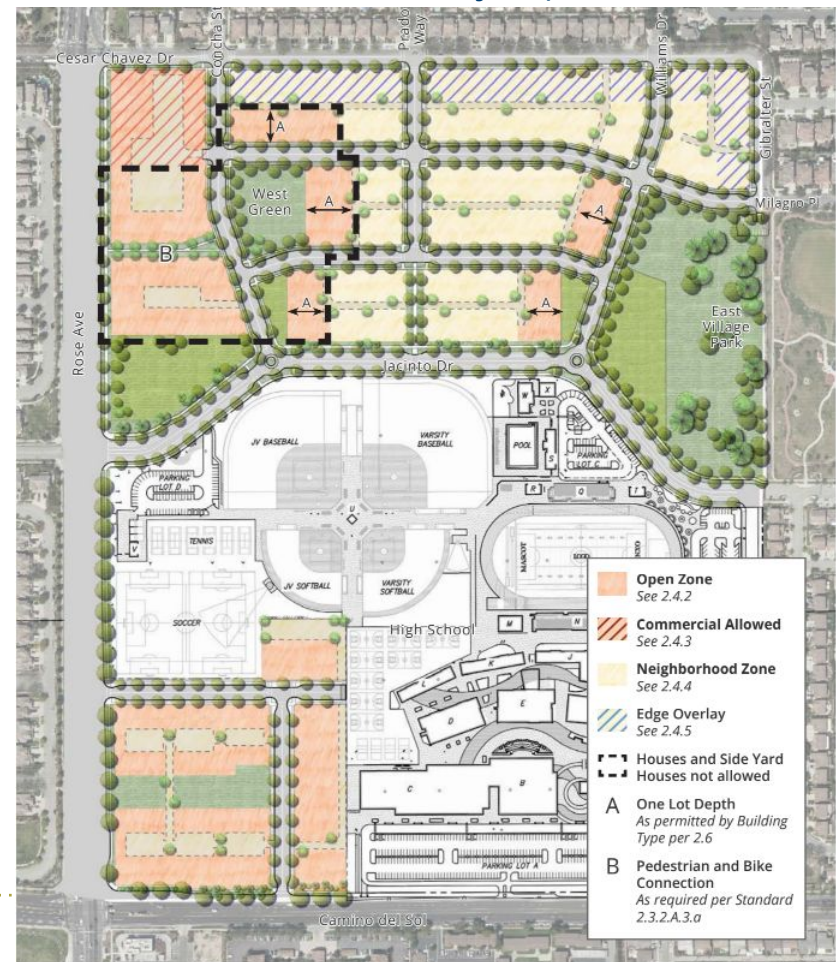 Cesar Chavez Dr
Concha St
Prado
Way
Williams Dr
Gibralter St
A
West
Green
A
A
Milagro Pl
B
Rose Ave
A
A
East
Village
Park
Jacinto Dr
JV BASEBALL
VARSITY
BASEBALL
W
X
POOL
S
PARKING
LOT C
PARKING
LOT D
R
Q
T
U
V
TENNIS
MASCOT
JV SOFTBALL
VARSITY
SOFTBALL
SOCCER
High School
M
N
L
K
J
D
E
C
B
PARKING LOT A
Camino del Sol
Open Zone
See 2.4.2
Commercial Allowed
See 2.4.3
Neighborhood Zone
See 2.4.4
Edge Overlay
See 2.4.5
Houses and Side Yard
Houses not allowed
A One Lot Depth
As permitted by Building
Type per 2.6
B Pedestrian and Bike
Connection
As required per Standard
2.3.2.A.3.a